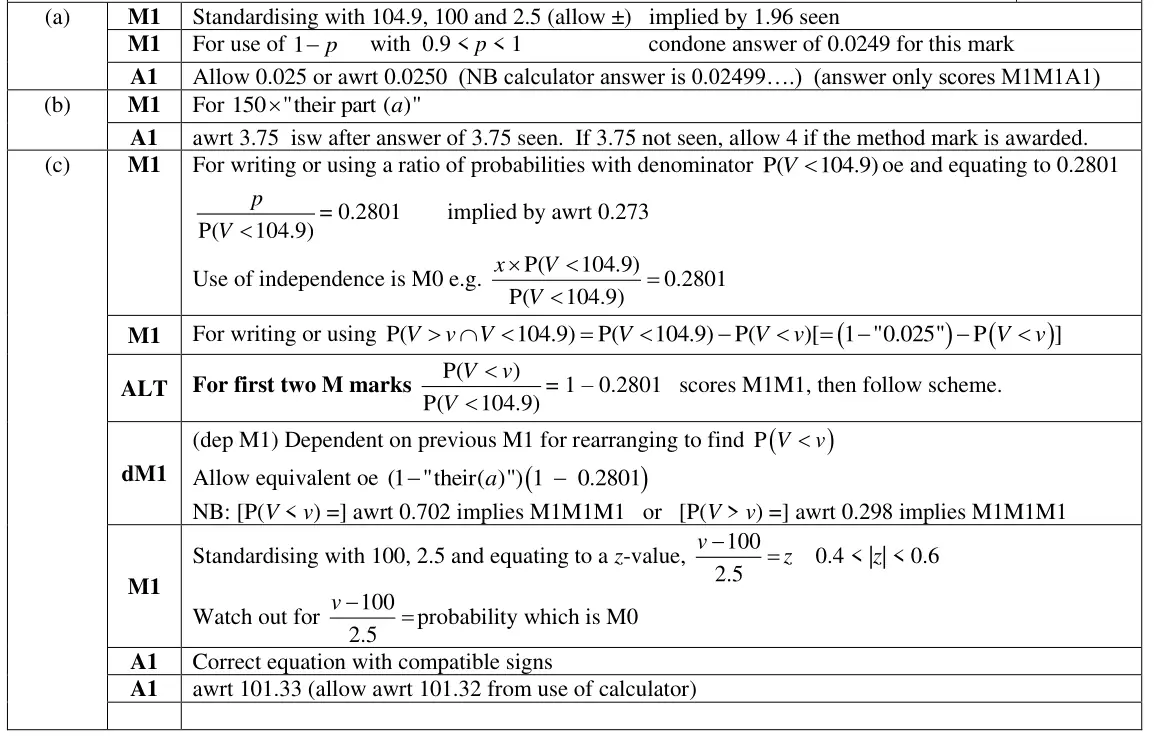 (a) M1 Standardising with 104.9, 100 and 2.5 (allow ±) implied by 1.96 seen
M1 For use of 1 − p with 0.9 < p < 1 condone answer of 0.0249 for this mark
A1 Allow 0.025 or awrt 0.0250 (NB calculator answer is 0.02499….) (answer only scores M1M1A1)
(b) M1 For 150×"their part (a)"
A1 awrt 3.75 isw after answer of 3.75 seen. If 3.75 not seen, allow 4 if the method mark is awarded.
(c) M1 For writing or using a ratio of probabilities with denominator P(V < 104.9) oe and equating to 0.2801
p / P(V < 104.9) = 0.2801 implied by awrt 0.273
Use of independence is M0 e.g. x × P(V < 104.9) / P(V < 104.9) = 0.2801
M1 For writing or using P(V > v ∩ V < 104.9) = P(V < 104.9) − P(V < v)[= (1 − "0.025") − P(V < v)]
ALT For first two M marks P(V < v) / P(V < 104.9) = 1 – 0.2801 scores M1M1, then follow scheme.
dM1 (dep M1) Dependent on previous M1 for rearranging to find P(V < v)
Allow equivalent oe (1 − "their(a)")(1 − 0.2801)
NB: [P(V < v) =] awrt 0.702 implies M1M1M1 or [P(V > v) =] awrt 0.298 implies M1M1M1
M1 Standardising with 100, 2.5 and equating to a z-value, v − 100 / 2.5 = z 0.4 < |z| < 0.6
Watch out for v − 100 / 2.5 = probability which is M0
A1 Correct equation with compatible signs
A1 awrt 101.33 (allow awrt 101.32 from use of calculator)